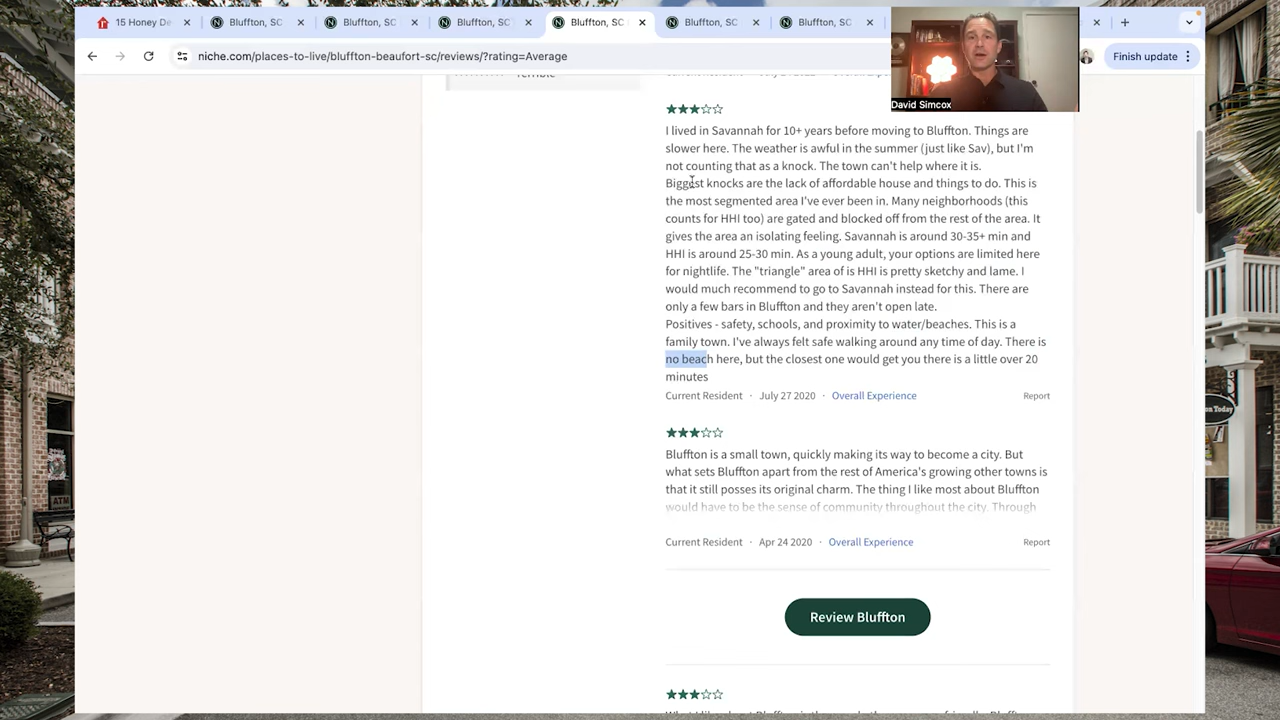 15 Honey De
Bluffton, SC
Bluffton, SC
Bluffton, SC
Bluffton, SC
Bluffton, SC
Bluffton, SC
niche.com/places-to-live/bluffton-beaufort-sc/reviews/?rating=Average
Finish update
David Simcox
Terrible
I lived in Savannah for 10+ years before moving to Bluffton. Things are
slower here. The weather is awful in the summer (just like Sav), but I'm
not counting that as a knock. The town can't help where it is.
Biggest knocks are the lack of affordable house and things to do. This is
the most segmented area I've ever been in. Many neighborhoods (this
counts for HHI too) are gated and blocked off from the rest of the area. It
gives the area an isolating feeling. Savannah is around 30-35+ min and
HHI is around 25-30 min. As a young adult, your options are limited here
for nightlife. The "triangle" area of is HHI is pretty sketchy and lame. I
would much recommend to go to Savannah instead for this. There are
only a few bars in Bluffton and they aren't open late.
Positives - safety, schools, and proximity to water/beaches. This is a
family town. I've always felt safe walking around any time of day. There is
no beach here, but the closest one would get you there is a little over 20
minutes
Current Resident · July 27 2020 · Overall Experience Report
Bluffton is a small town, quickly making its way to become a city. But
what sets Bluffton apart from the rest of America's growing other towns is
that it still posses its original charm. The thing I like most about Bluffton
would have to be the sense of community throughout the city. Through
Current Resident · Apr 24 2020 · Overall Experience Report
Review Bluffton
ATM
on Today